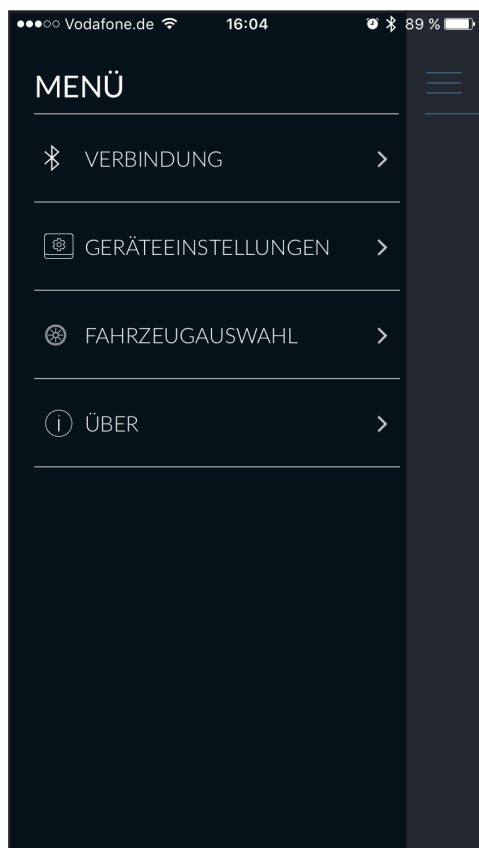 Vodafone.de 16:04 89 %
MENÜ
VERBINDUNG
GERÄTEEINSTELLUNGEN
FAHRZEUGAUSWAHL
ÜBER